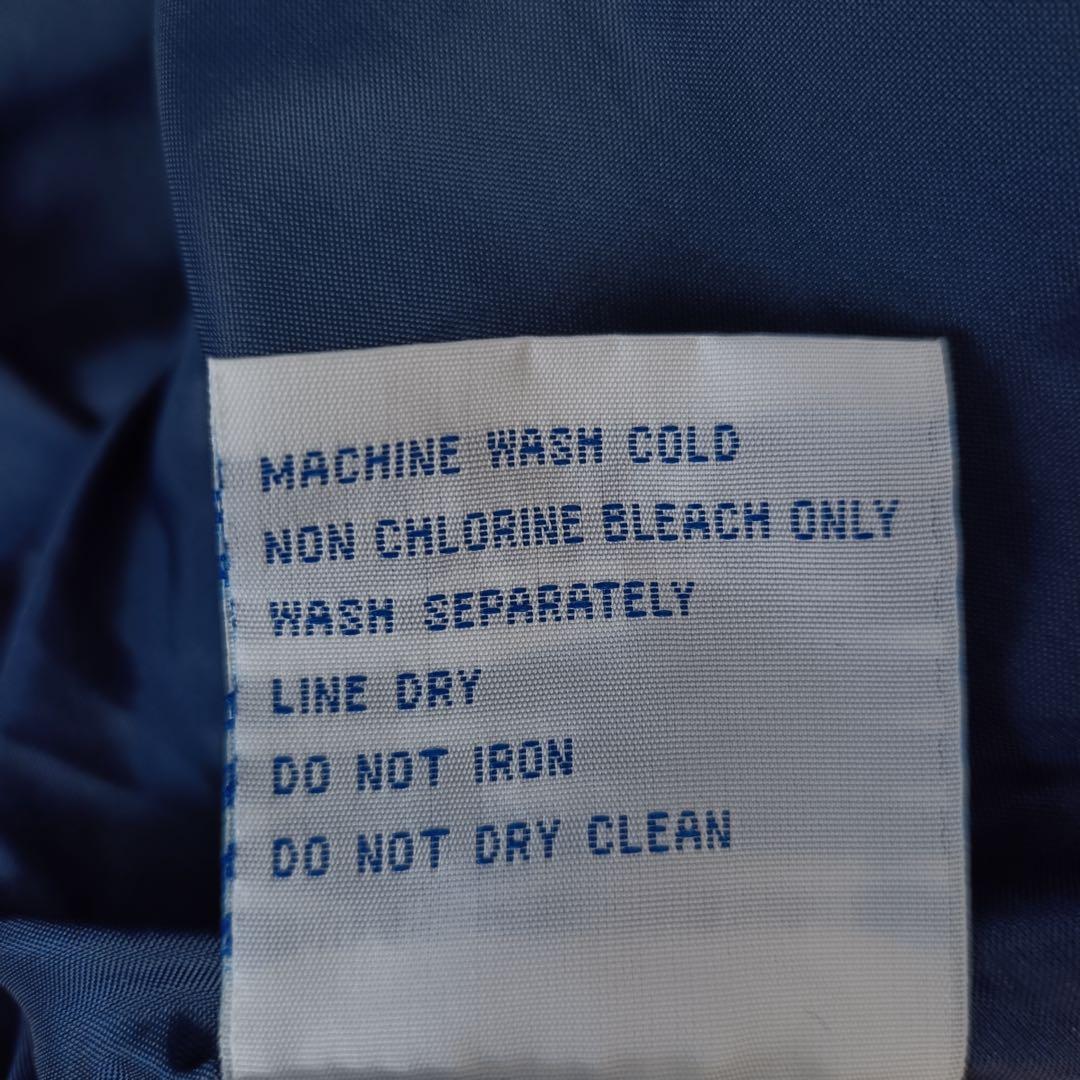 MACHINE WASH COLD
NON CHLORINE BLEACH ONLY
WASH SEPARATELY
LINE DRY
DO NOT IRON
DO NOT DRY CLEAN